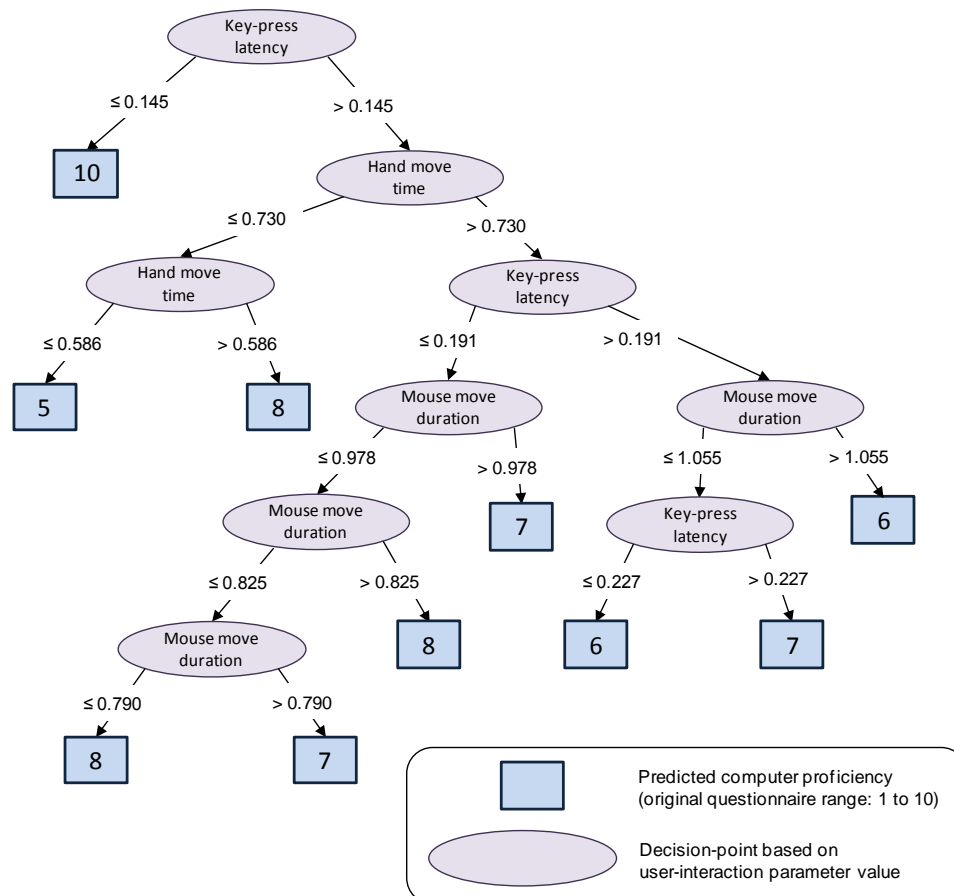 Key-press
latency
≤ 0.145
> 0.145
10
Hand move
time
≤ 0.730
> 0.730
Hand move
time
Key-press
latency
≤ 0.586
> 0.586
≤ 0.191
> 0.191
5
8
Mouse move
duration
Mouse move
duration
≤ 0.978
> 0.978
≤ 1.055
> 1.055
Mouse move
duration
7
Key-press
latency
6
≤ 0.825
> 0.825
≤ 0.227
> 0.227
Mouse move
duration
8
6
7
≤ 0.790
> 0.790
8
7
Predicted computer proficiency
(original questionnaire range: 1 to 10)
Decision-point based on
user-interaction parameter value